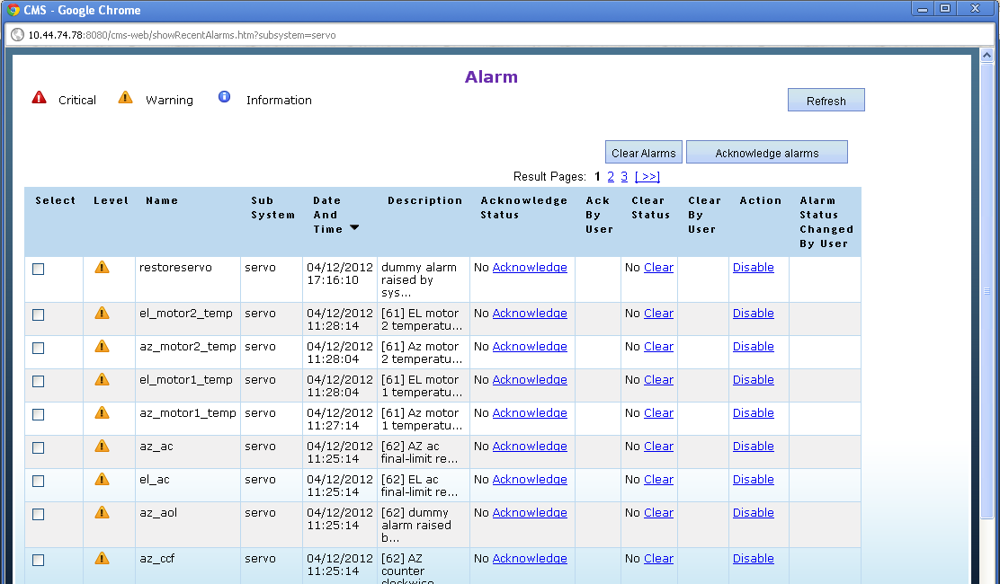 CMS - Google Chrome
10.44.74.78:8080/cms-web/showRecentAlarms.htm?subsystem=servo
Alarm
Critical Warning Information
Refresh
Clear Alarms Acknowledge alarms
Result Pages: 1 2 3 [ >>]
Select Level Name Sub System Date And Time Description Acknowledge Status Ack By User Clear Status Clear By User Action Alarm Status Changed By User
restoreservo servo 04/12/2012 17:16:10 dummy alarm raised by sys... No Acknowledge No Clear Disable
el_motor2_temp servo 04/12/2012 11:28:14 [61] EL motor 2 temperatu... No Acknowledge No Clear Disable
az_motor2_temp servo 04/12/2012 11:28:04 [61] Az motor 2 temperatu... No Acknowledge No Clear Disable
el_motor1_temp servo 04/12/2012 11:28:04 [61] EL motor 1 temperatu... No Acknowledge No Clear Disable
az_motor1_temp servo 04/12/2012 11:27:14 [61] Az motor 1 temperatu... No Acknowledge No Clear Disable
az_ac servo 04/12/2012 11:25:14 [62] AZ ac final-limit re... No Acknowledge No Clear Disable
el_ac servo 04/12/2012 11:25:14 [62] EL ac final-limit re... No Acknowledge No Clear Disable
az_aol servo 04/12/2012 11:25:14 [62] dummy alarm raised b... No Acknowledge No Clear Disable
az_ccf servo 04/12/2012 11:25:14 [62] AZ counter clockwise No Acknowledge No Clear Disable